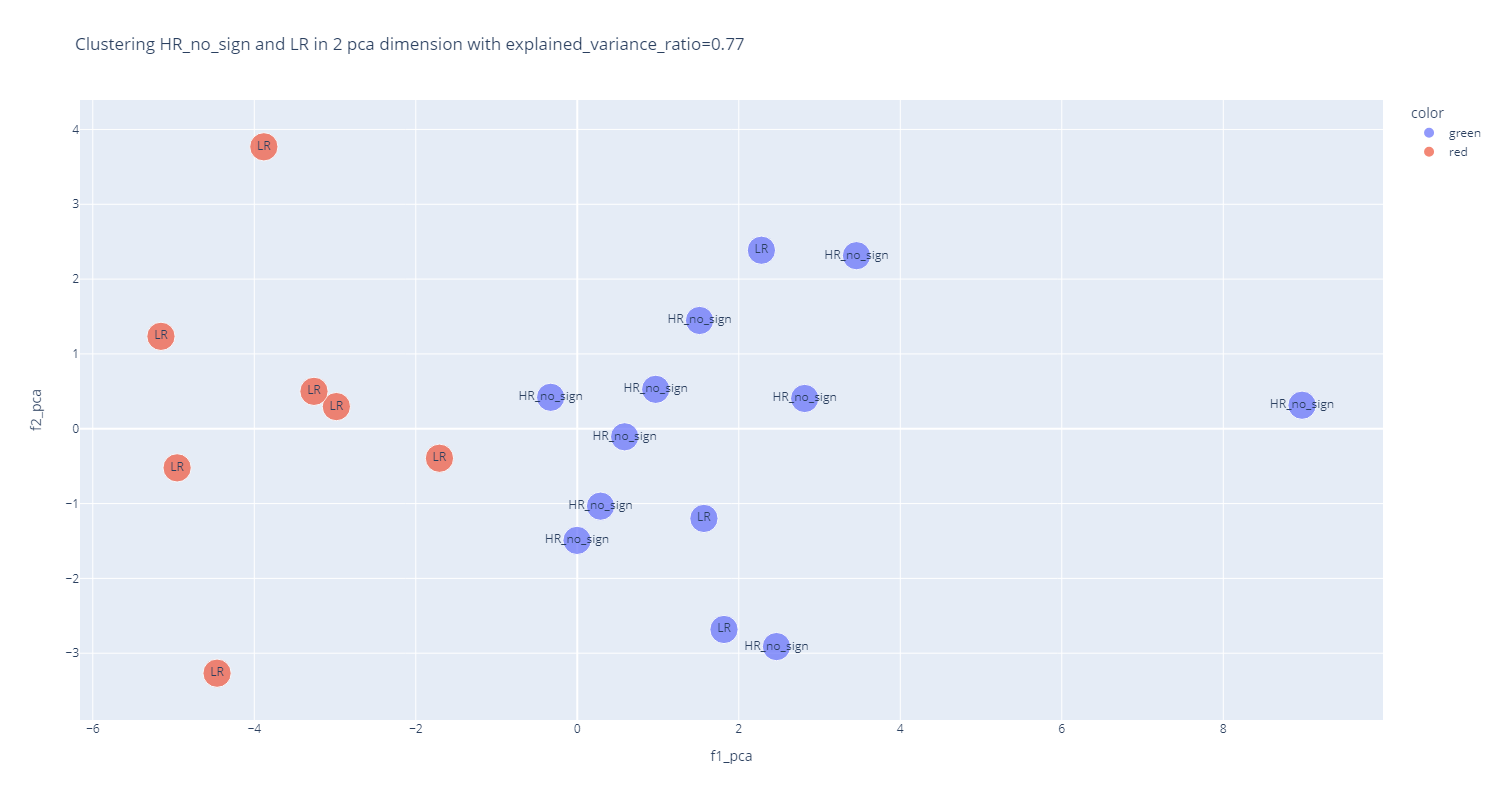 Clustering HR_no_sign and LR in 2 pca dimension with explained_variance_ratio=0.77
color
green
red
4
3
2
1
0
−1
−2
−3
f2_pca
LR
LR
HR_no_sign
HR_no_sign
LR
LR
HR_no_sign
LR
HR_no_sign
HR_no_sign
HR_no_sign
HR_no_sign
LR
LR
HR_no_sign
LR
HR_no_sign
LR
HR_no_sign
LR
HR_no_sign
LR
−6
−4
−2
0
2
4
6
8
f1_pca